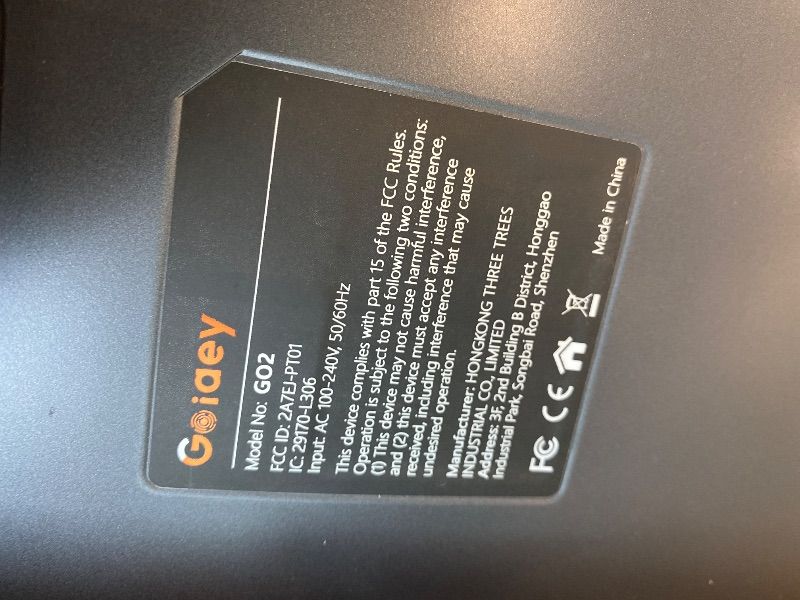 Goiaey
Model No: GO2
FCC ID: 2A7EJ-PT01
IC: 29170-L306
Input: AC 100-240V, 50/60Hz
This device complies with part 15 of the FCC Rules.
Operation is subject to the following two conditions:
(1) This device may not cause harmful interference,
and (2) this device must accept any interference
received, including interference that may cause
undesired operation.
Manufacturer: HONGKONG THREE TREES
INDUSTRIAL CO., LIMITED
Address: 3F, 2nd Building B District, Honggao
Industrial Park, Songbai Road, Shenzhen
FC CE
Made in China